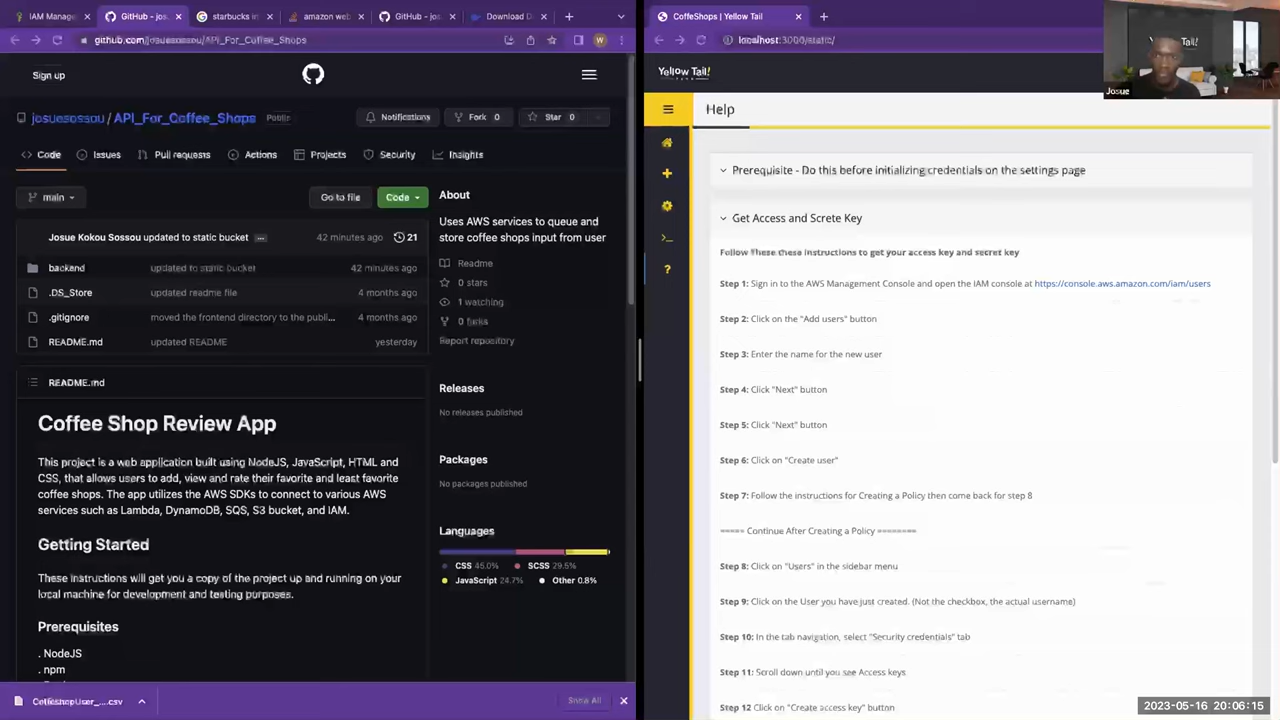 IAM Manage
GitHub - jo
starbucks in
amazon web
GitHub - jo
Download D
github.com/josuesossou/API_For_Coffee_Shops
Sign up
josuesossou / API_For_Coffee_Shops Public
Notifications
Fork 0
Star 0
Code
Issues
Pull requests
Actions
Projects
Security
Insights
main
Go to file
Code
Josue Kokou Sossou updated to static bucket
42 minutes ago
21
backend updated to static bucket 42 minutes ago
.DS_Store updated readme file 4 months ago
.gitignore moved the frontend directory to the publi... 4 months ago
README.md updated README yesterday
README.md
Coffee Shop Review App
This project is a web application built using NodeJS, JavaScript, HTML and
CSS, that allows users to add, view and rate their favorite and least favorite
coffee shops. The app utilizes the AWS SDKs to connect to various AWS
services such as Lambda, DynamoDB, SQS, S3 bucket, and IAM.
Getting Started
These instructions will get you a copy of the project up and running on your
local machine for development and testing purposes.
Prerequisites
. NodeJS
. npm
About
Uses AWS services to queue and
store coffee shops input from user
Readme
0 stars
1 watching
0 forks
Report repository
Releases
No releases published
Packages
No packages published
Languages
CSS 45.0%
SCSS 29.5%
JavaScript 24.7%
Other 0.8%
CoffeshopUser_....csv
Show All
CoffeShops | Yellow Tail
localhost:3000/static/
Yellow Tail!
Help
Prerequisite - Do this before initializing credentials on the settings page
Get Access and Screte Key
Follow These these instructions to get your access key and secret key
Step 1: Sign in to the AWS Management Console and open the IAM console at https://console.aws.amazon.com/iam/users
Step 2: Click on the "Add users" button
Step 3: Enter the name for the new user
Step 4: Click "Next" button
Step 5: Click "Next" button
Step 6: Click on "Create user"
Step 7: Follow the instructions for Creating a Policy then come back for step 8
===== Continue After Creating a Policy ========
Step 8: Click on "Users" in the sidebar menu
Step 9: Click on the User you have just created. (Not the checkbox, the actual username)
Step 10: In the tab navigation, select "Security credentials" tab
Step 11: Scroll down until you see Access keys
Step 12 Click on "Create access key" button
Josue
2023-05-16 20:06:15